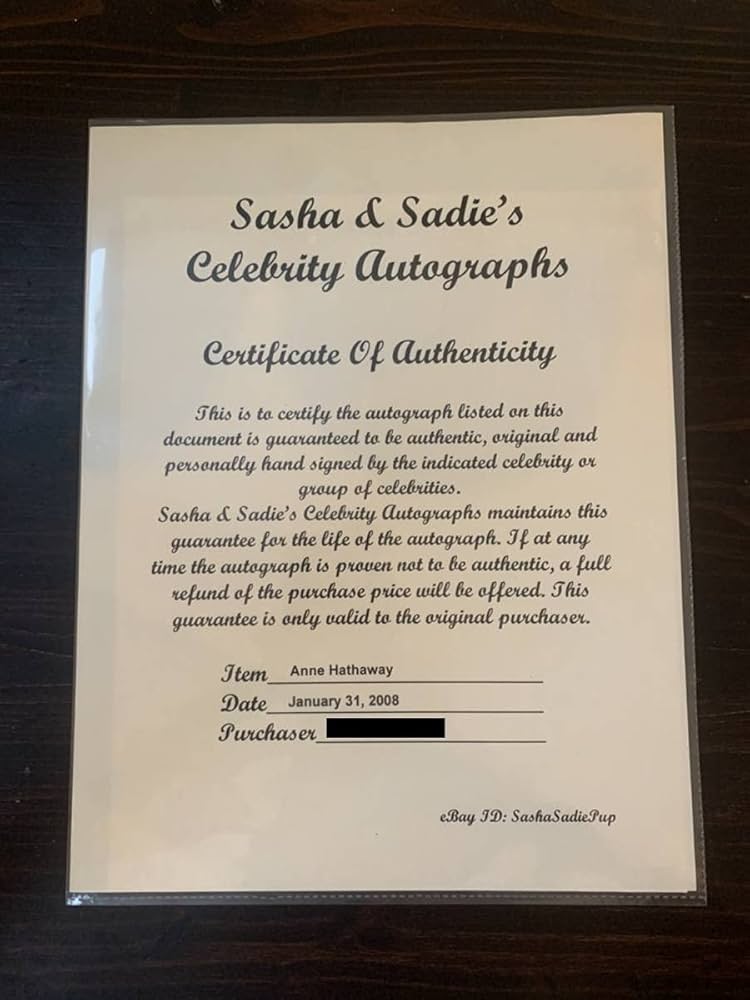 Sasha & Sadie's
Celebrity Autographs
Certificate Of Authenticity
This is to certify the autograph listed on this
document is guaranteed to be authentic, original and
personally hand signed by the indicated celebrity or
group of celebrities.
Sasha & Sadie's Celebrity Autographs maintains this
guarantee for the life of the autograph. If at any
time the autograph is proven not to be authentic, a full
refund of the purchase price will be offered. This
guarantee is only valid to the original purchaser.
Item Anne Hathaway
Date January 31, 2008
Purchaser
eBay ID: SashaSadiePup